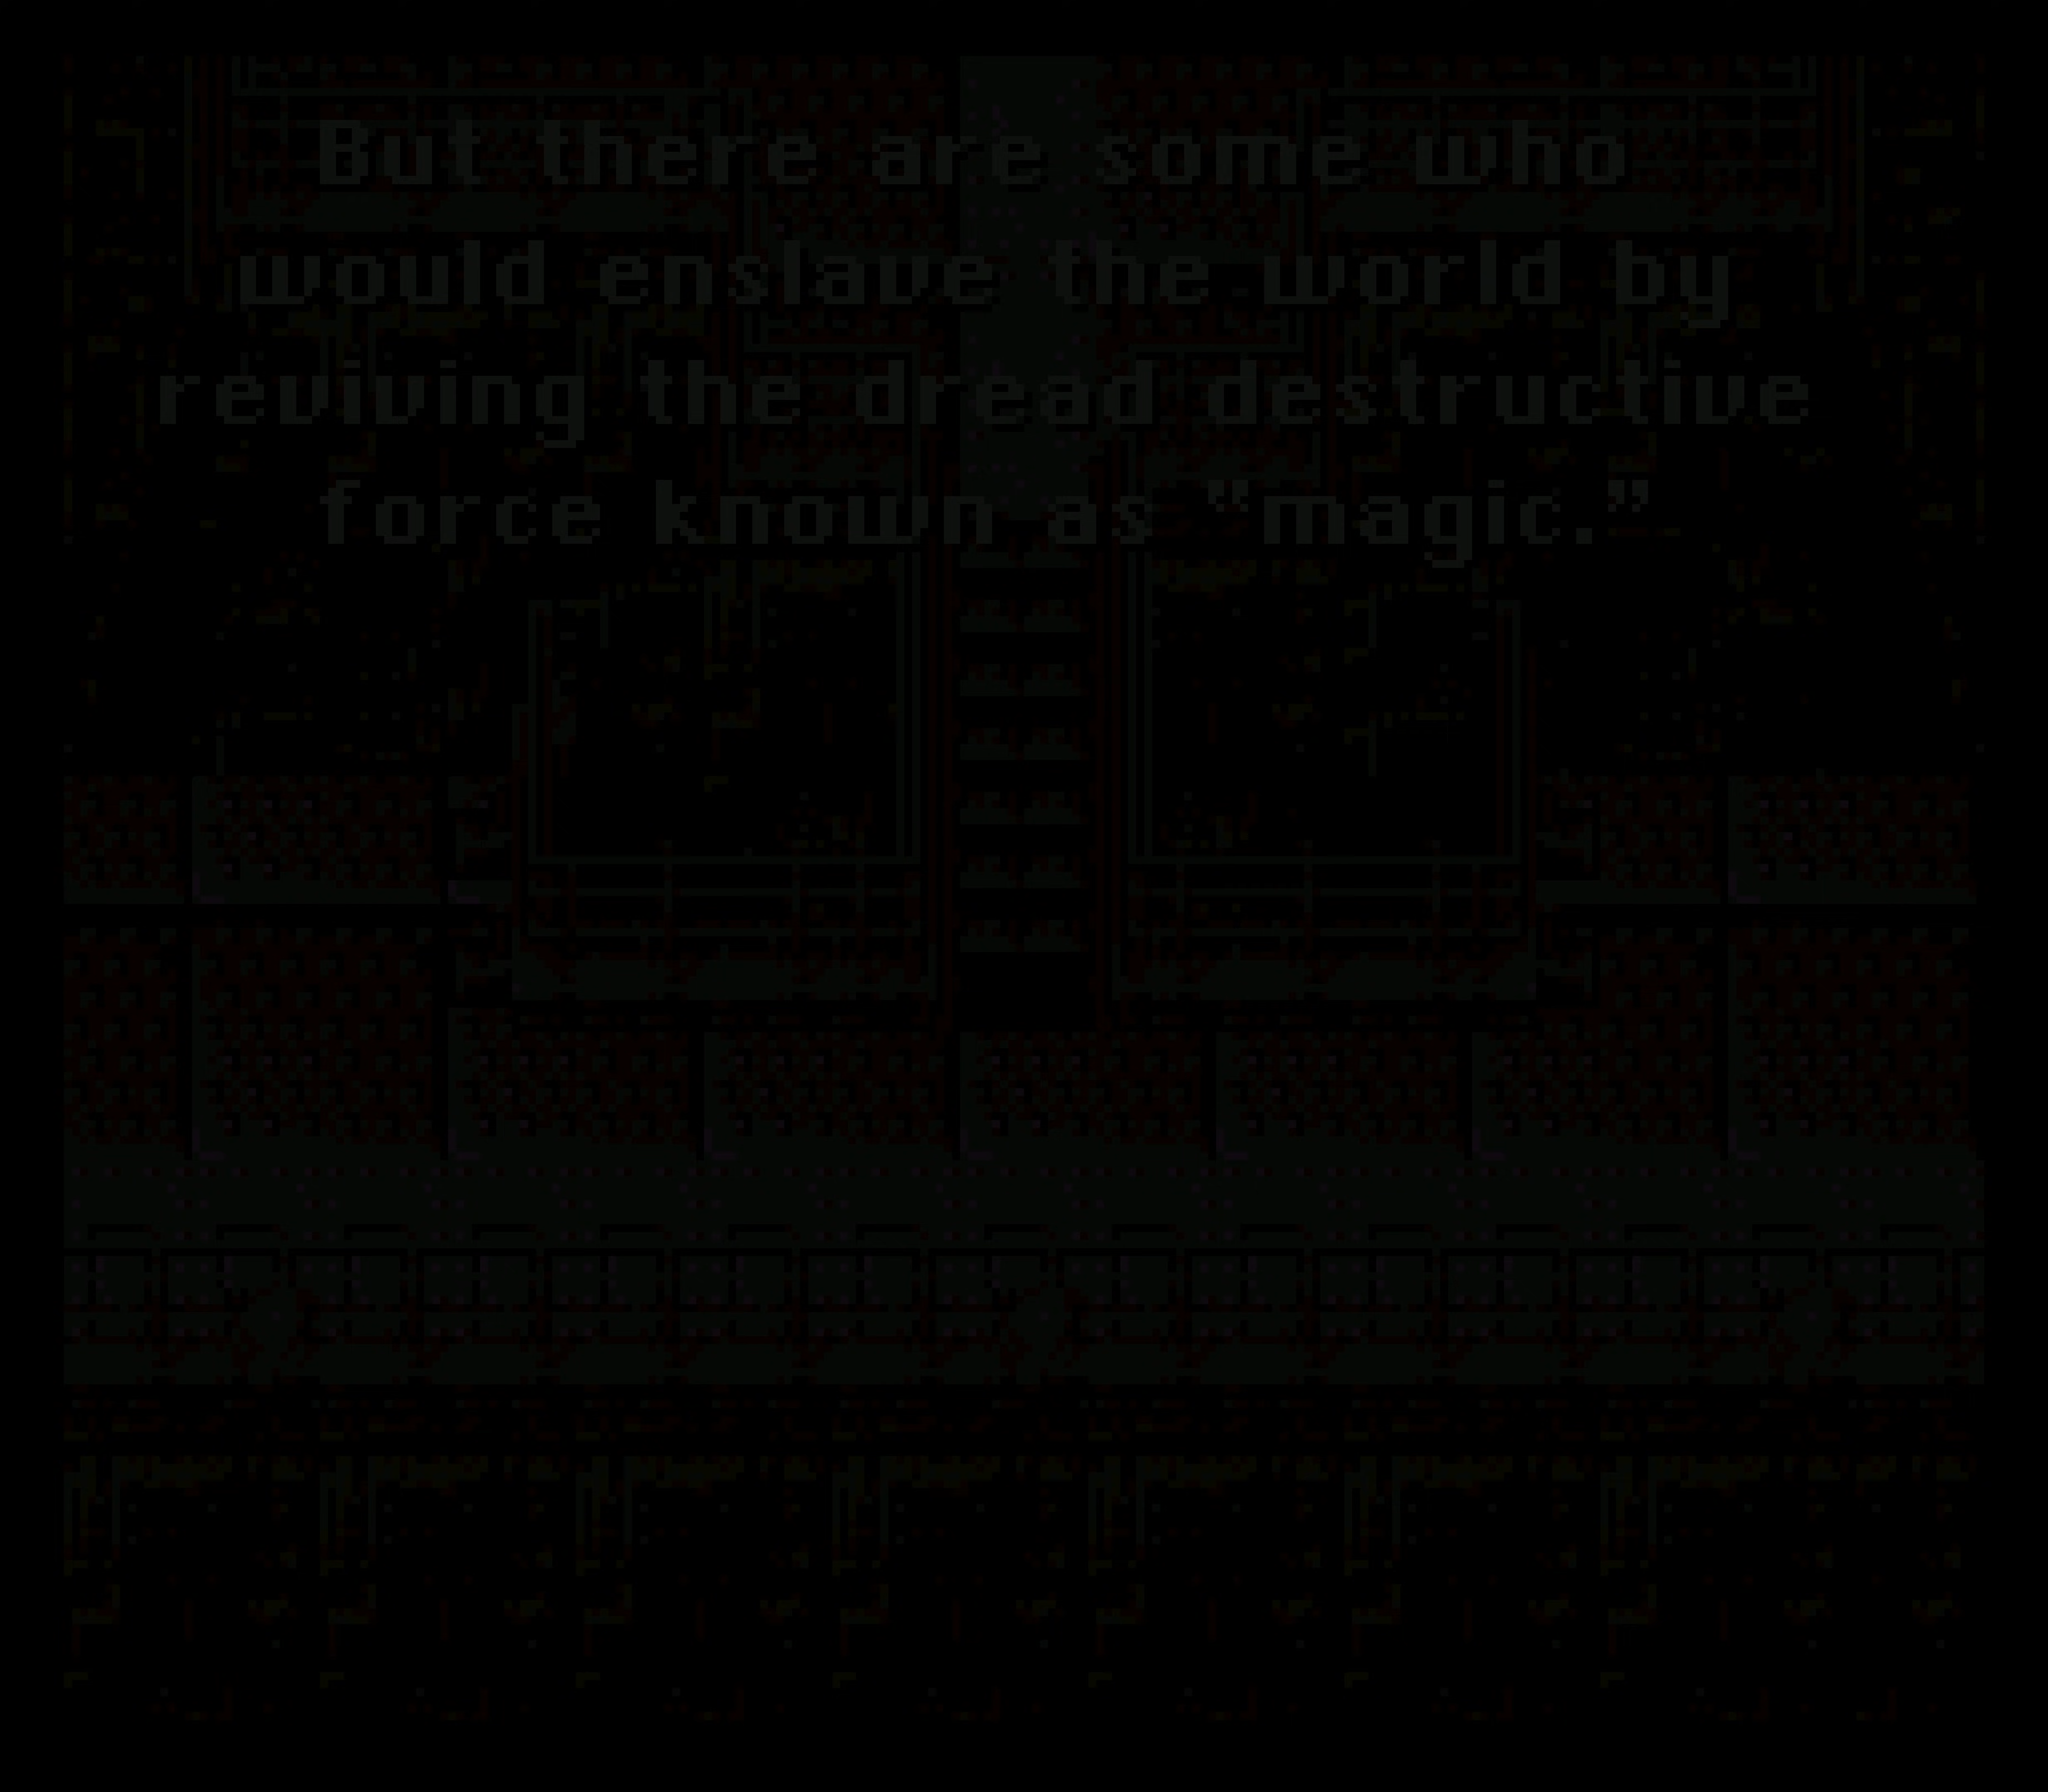 But there are some who
would enslave the world by
reviving the dread destructive
force known as "magic."